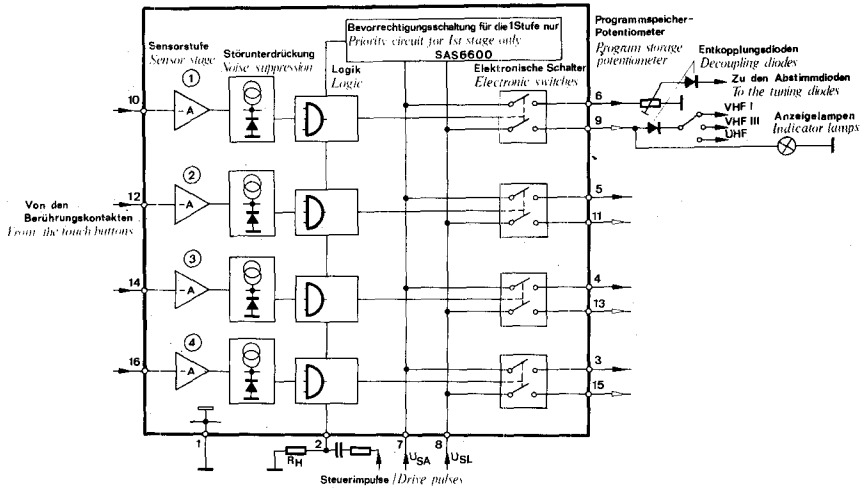 Bevorrechtigungsschaltung für die 1Stufe nur
Priority circuit for 1st stage only
SAS6600
Programmspeicher-
Potentiometer
Program storage
potentiometer
Entkopplungsdioden
Decoupling diodes
Zu den Abstimmdioden
To the tuning diodes
Sensorstufe
Sensor stage
Störunterdrückung
Noise suppression
Logik
Logic
Elektronische Schalter
Electronic switches
1
10
-A
6
9
VHF I
VHF III
UHF
Anzeigelampen
Indicator lamps
2
12
-A
5
11
Von den
Berührungskontakten
From the touch buttons
3
14
-A
4
13
4
16
-A
3
15
1
2
7
8
RH
USA
USL
Steuerimpulse / Drive pulses